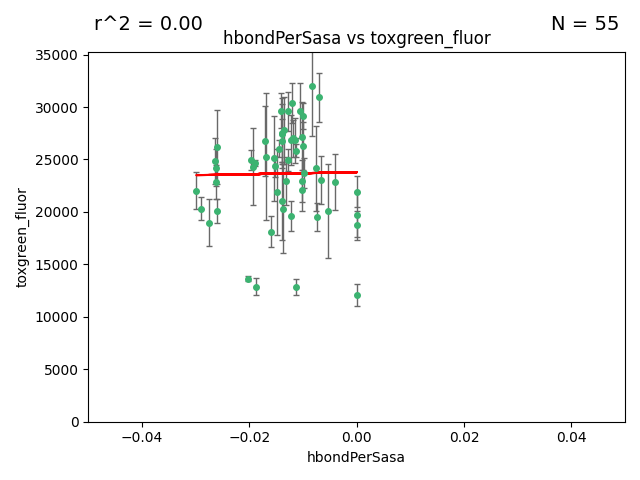 r^2 = 0.00
N = 55
hbondPerSasa vs toxgreen_fluor
35000
30000
25000
20000
15000
10000
5000
0
toxgreen_fluor
−0.04
−0.02
0.00
0.02
0.04
hbondPerSasa